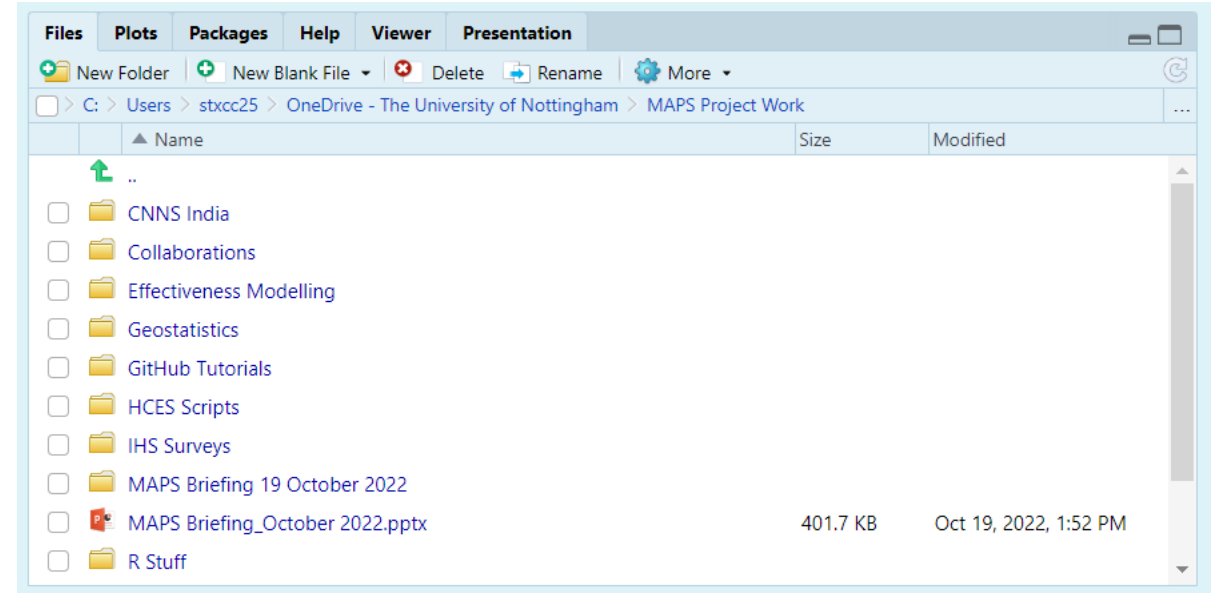 Files Plots Packages Help Viewer Presentation
New Folder New Blank File Delete Rename More
C: > Users > stxcc25 > OneDrive - The University of Nottingham > MAPS Project Work ...
Name Size Modified
..
CNNS India
Collaborations
Effectiveness Modelling
Geostatistics
GitHub Tutorials
HCES Scripts
IHS Surveys
MAPS Briefing 19 October 2022
MAPS Briefing_October 2022.pptx 401.7 KB Oct 19, 2022, 1:52 PM
R Stuff